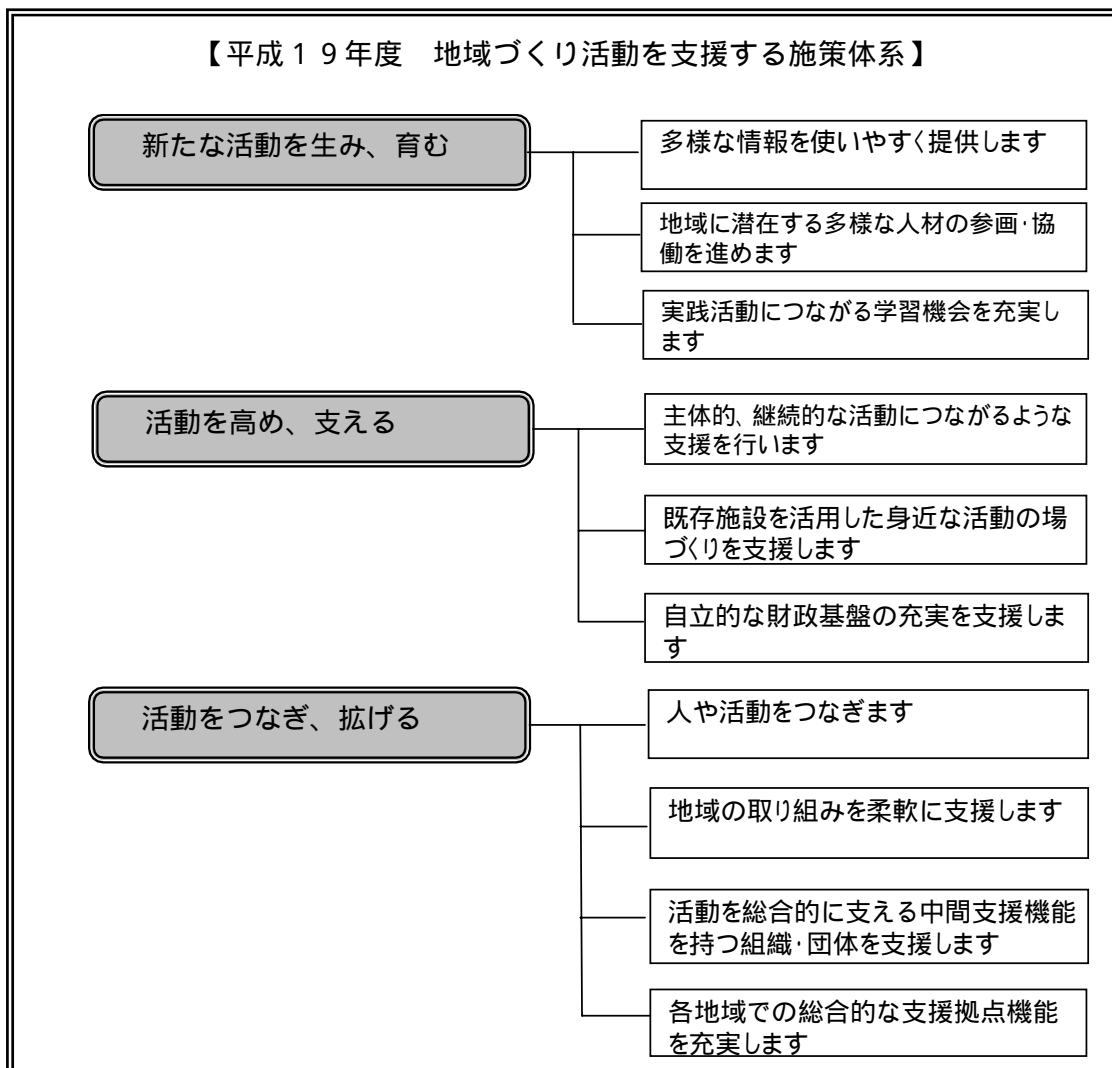 【平成１９年度　地域づくり活動を支援する施策体系】
新たな活動を生み、育む
多様な情報を使いやすく提供します
地域に潜在する多様な人材の参画・協
働を進めます
実践活動につながる学習機会を充実し
ます
活動を高め、支える
主体的、継続的な活動につながるような
支援を行います
既存施設を活用した身近な活動の場
づくりを支援します
自立的な財政基盤の充実を支援しま
す
活動をつなぎ、拡げる
人や活動をつなぎます
地域の取り組みを柔軟に支援します
活動を総合的に支える中間支援機能
を持つ組織・団体を支援します
各地域での総合的な支援拠点機能
を充実します